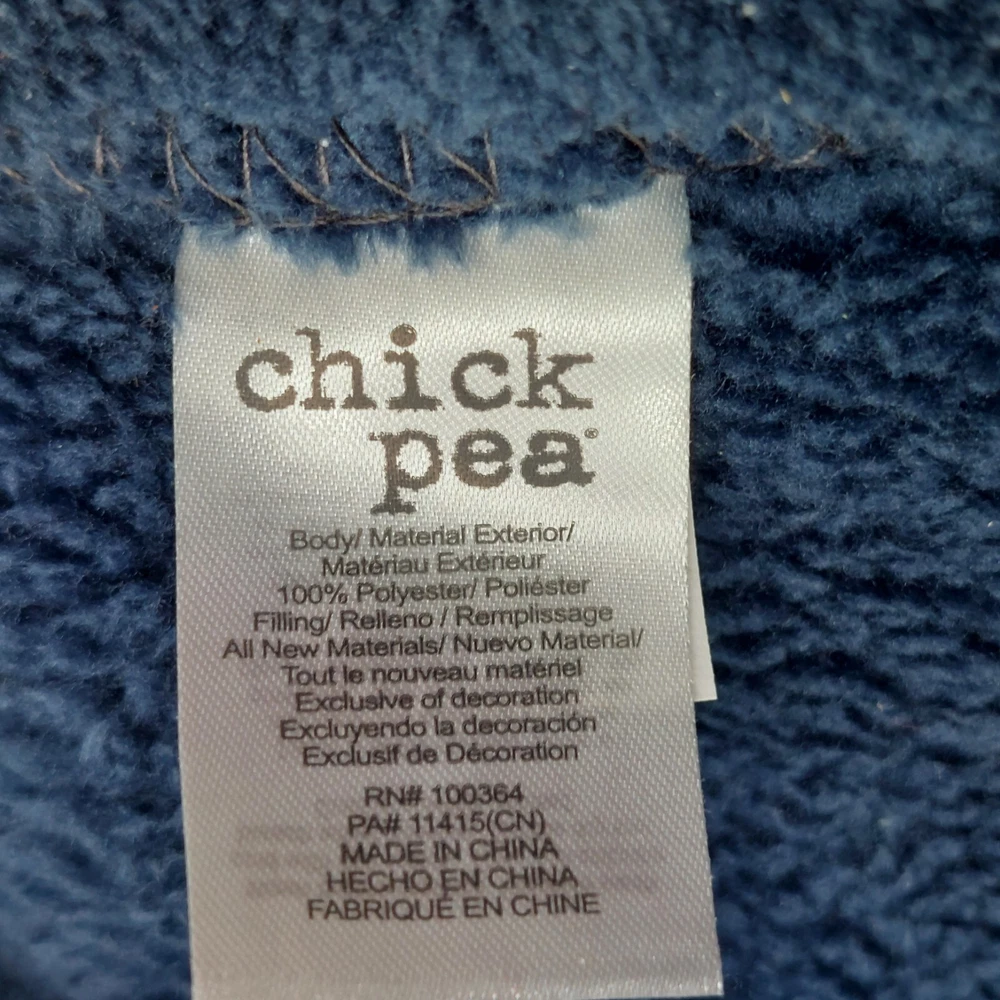 chick
pea®
Body/ Material Exterior/
Matériau Extérieur
100% Polyester/ Poliéster
Filling/ Relleno / Remplissage
All New Materials/ Nuevo Material/
Tout le nouveau matériel
Exclusive of decoration
Excluyendo la decoración
Exclusif de Décoration
RN# 100364
PA# 11415(CN)
MADE IN CHINA
HECHO EN CHINA
FABRIQUÉ EN CHINE